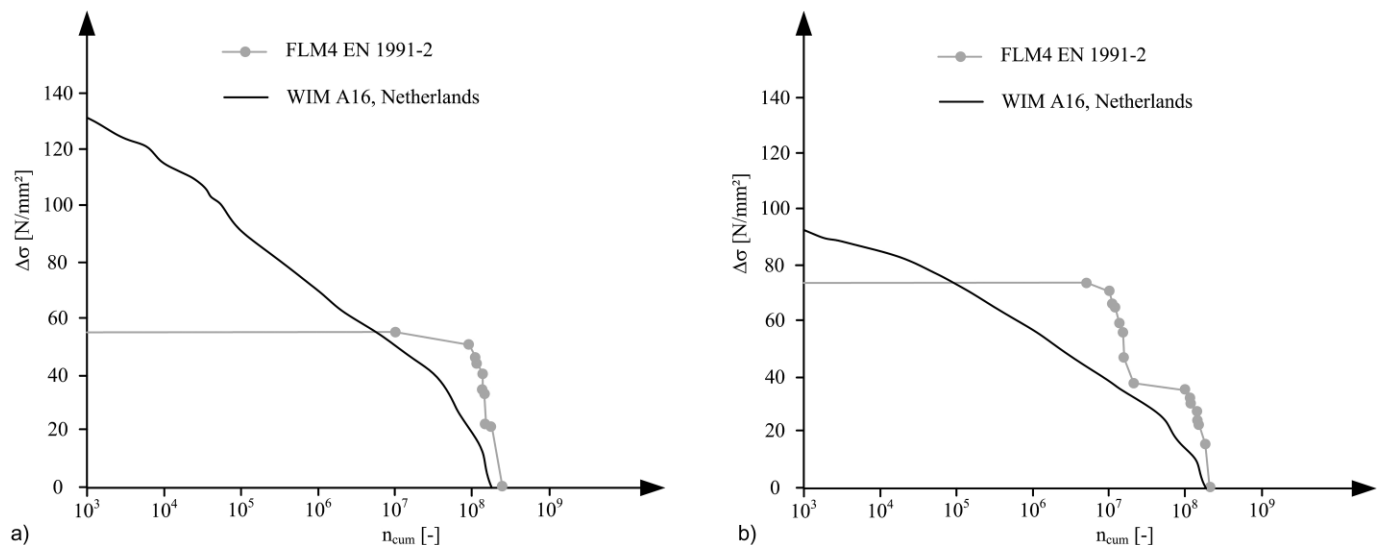 FLM4 EN 1991-2
WIM A16, Netherlands
140
120
100
80
60
40
20
0
Δσ [N/mm²]
10³ 10⁴ 10⁵ 10⁶ 10⁷ 10⁸ 10⁹
a) n_cum [-]
FLM4 EN 1991-2
WIM A16, Netherlands
140
120
100
80
60
40
20
0
Δσ [N/mm²]
10³ 10⁴ 10⁵ 10⁶ 10⁷ 10⁸ 10⁹
b) n_cum [-]